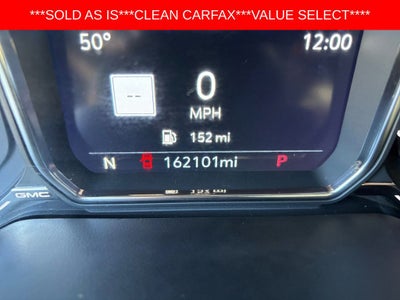 ***SOLD AS IS***CLEAN CARFAX***VALUE SELECT****
50° 12:00
--
0
MPH
152 mi
N 162101mi P
GMC